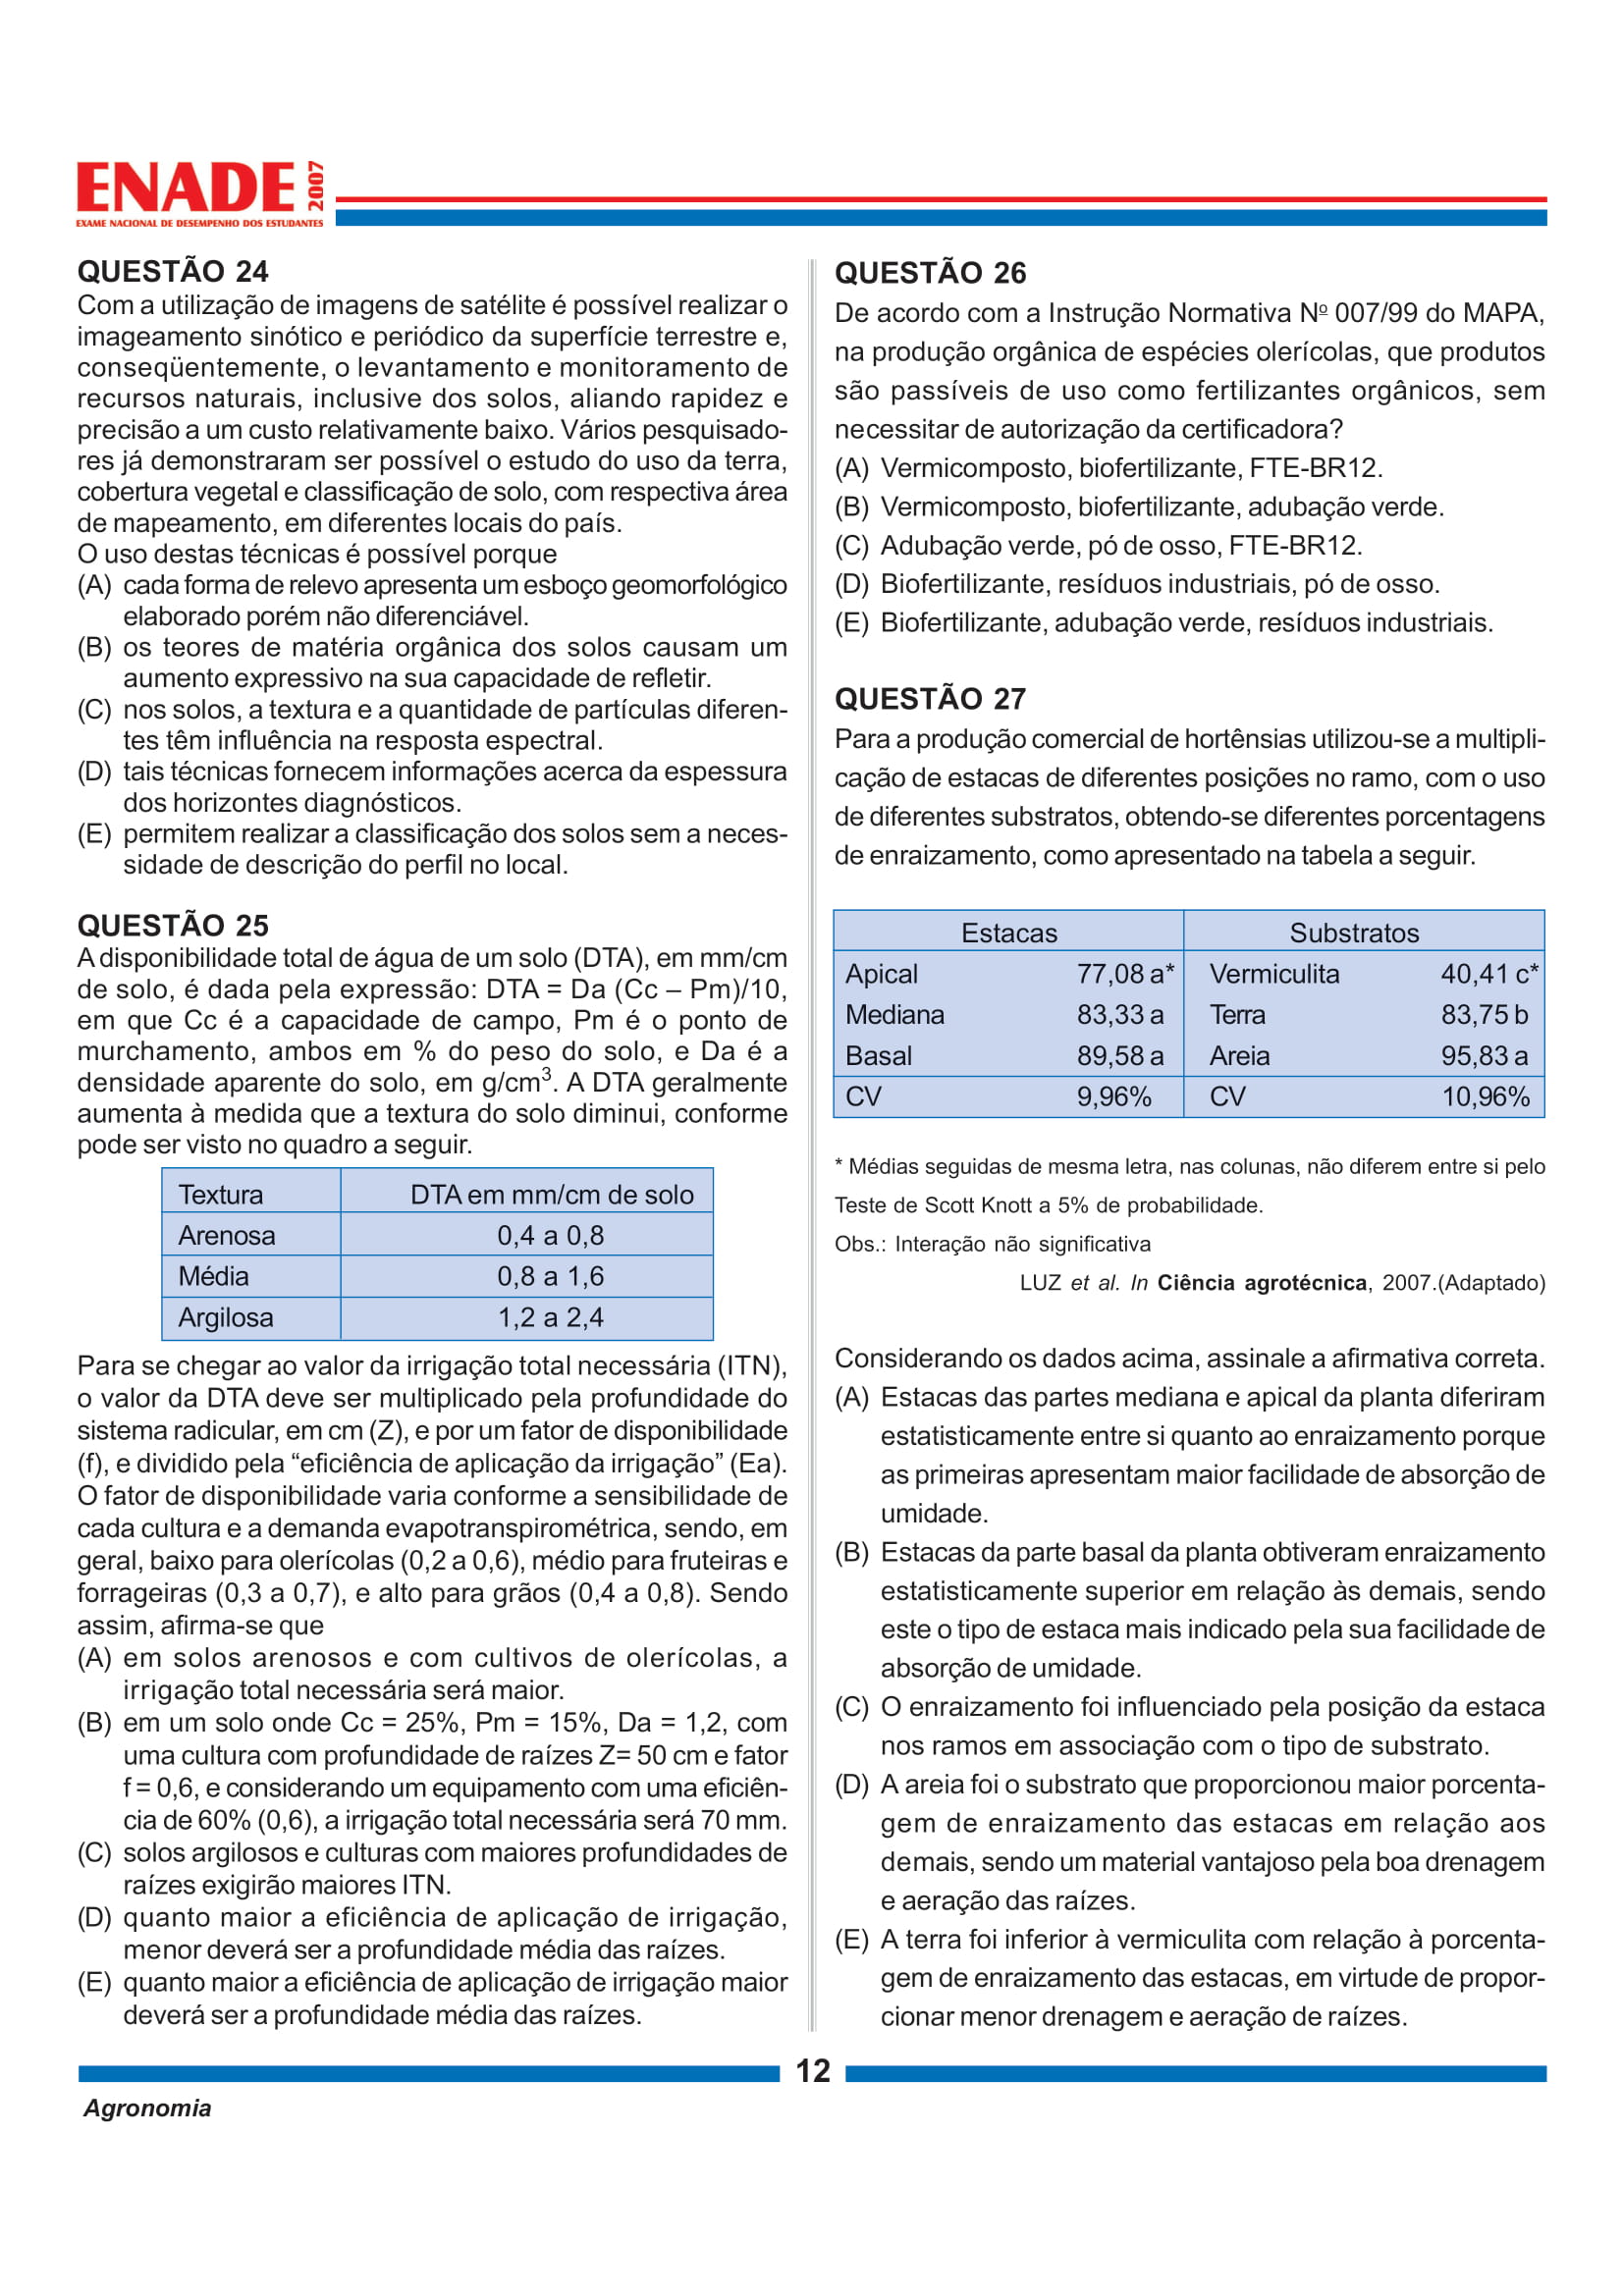 ENADE 2007
EXAME NACIONAL DE DESEMPENHO DOS ESTUDANTES
QUESTÃO 24
Com a utilização de imagens de satélite é possível realizar o
imageamento sinótico e periódico da superfície terrestre e,
conseqüentemente, o levantamento e monitoramento de
recursos naturais, inclusive dos solos, aliando rapidez e
precisão a um custo relativamente baixo. Vários pesquisado-
res já demonstraram ser possível o estudo do uso da terra,
cobertura vegetal e classificação de solo, com respectiva área
de mapeamento, em diferentes locais do país.
O uso destas técnicas é possível porque
(A) cada forma de relevo apresenta um esboço geomorfológico
elaborado porém não diferenciável.
(B) os teores de matéria orgânica dos solos causam um
aumento expressivo na sua capacidade de refletir.
(C) nos solos, a textura e a quantidade de partículas diferen-
tes têm influência na resposta espectral.
(D) tais técnicas fornecem informações acerca da espessura
dos horizontes diagnósticos.
(E) permitem realizar a classificação dos solos sem a neces-
sidade de descrição do perfil no local.
QUESTÃO 25
A disponibilidade total de água de um solo (DTA), em mm/cm
de solo, é dada pela expressão: DTA = Da (Cc – Pm)/10,
em que Cc é a capacidade de campo, Pm é o ponto de
murchamento, ambos em % do peso do solo, e Da é a
densidade aparente do solo, em g/cm³. A DTA geralmente
aumenta à medida que a textura do solo diminui, conforme
pode ser visto no quadro a seguir.
Textura DTA em mm/cm de solo
Arenosa 0,4 a 0,8
Média 0,8 a 1,6
Argilosa 1,2 a 2,4
Para se chegar ao valor da irrigação total necessária (ITN),
o valor da DTA deve ser multiplicado pela profundidade do
sistema radicular, em cm (Z), e por um fator de disponibilidade
(f), e dividido pela “eficiência de aplicação da irrigação” (Ea).
O fator de disponibilidade varia conforme a sensibilidade de
cada cultura e a demanda evapotranspirométrica, sendo, em
geral, baixo para olerícolas (0,2 a 0,6), médio para fruteiras e
forrageiras (0,3 a 0,7), e alto para grãos (0,4 a 0,8). Sendo
assim, afirma-se que
(A) em solos arenosos e com cultivos de olerícolas, a
irrigação total necessária será maior.
(B) em um solo onde Cc = 25%, Pm = 15%, Da = 1,2, com
uma cultura com profundidade de raízes Z= 50 cm e fator
f = 0,6, e considerando um equipamento com uma eficiên-
cia de 60% (0,6), a irrigação total necessária será 70 mm.
(C) solos argilosos e culturas com maiores profundidades de
raízes exigirão maiores ITN.
(D) quanto maior a eficiência de aplicação de irrigação,
menor deverá ser a profundidade média das raízes.
(E) quanto maior a eficiência de aplicação de irrigação maior
deverá ser a profundidade média das raízes.
QUESTÃO 26
De acordo com a Instrução Normativa Nº 007/99 do MAPA,
na produção orgânica de espécies olerícolas, que produtos
são passíveis de uso como fertilizantes orgânicos, sem
necessitar de autorização da certificadora?
(A) Vermicomposto, biofertilizante, FTE-BR12.
(B) Vermicomposto, biofertilizante, adubação verde.
(C) Adubação verde, pó de osso, FTE-BR12.
(D) Biofertilizante, resíduos industriais, pó de osso.
(E) Biofertilizante, adubação verde, resíduos industriais.
QUESTÃO 27
Para a produção comercial de hortênsias utilizou-se a multipli-
cação de estacas de diferentes posições no ramo, com o uso
de diferentes substratos, obtendo-se diferentes porcentagens
de enraizamento, como apresentado na tabela a seguir.
Estacas Substratos
Apical 77,08 a* Vermiculita 40,41 c*
Mediana 83,33 a Terra 83,75 b
Basal 89,58 a Areia 95,83 a
CV 9,96% CV 10,96%
* Médias seguidas de mesma letra, nas colunas, não diferem entre si pelo
Teste de Scott Knott a 5% de probabilidade.
Obs.: Interação não significativa
LUZ et al. In Ciência agrotécnica, 2007.(Adaptado)
Considerando os dados acima, assinale a afirmativa correta.
(A) Estacas das partes mediana e apical da planta diferiram
estatisticamente entre si quanto ao enraizamento porque
as primeiras apresentam maior facilidade de absorção de
umidade.
(B) Estacas da parte basal da planta obtiveram enraizamento
estatisticamente superior em relação às demais, sendo
este o tipo de estaca mais indicado pela sua facilidade de
absorção de umidade.
(C) O enraizamento foi influenciado pela posição da estaca
nos ramos em associação com o tipo de substrato.
(D) A areia foi o substrato que proporcionou maior porcenta-
gem de enraizamento das estacas em relação aos
demais, sendo um material vantajoso pela boa drenagem
e aeração das raízes.
(E) A terra foi inferior à vermiculita com relação à porcenta-
gem de enraizamento das estacas, em virtude de propor-
cionar menor drenagem e aeração de raízes.
12
Agronomia